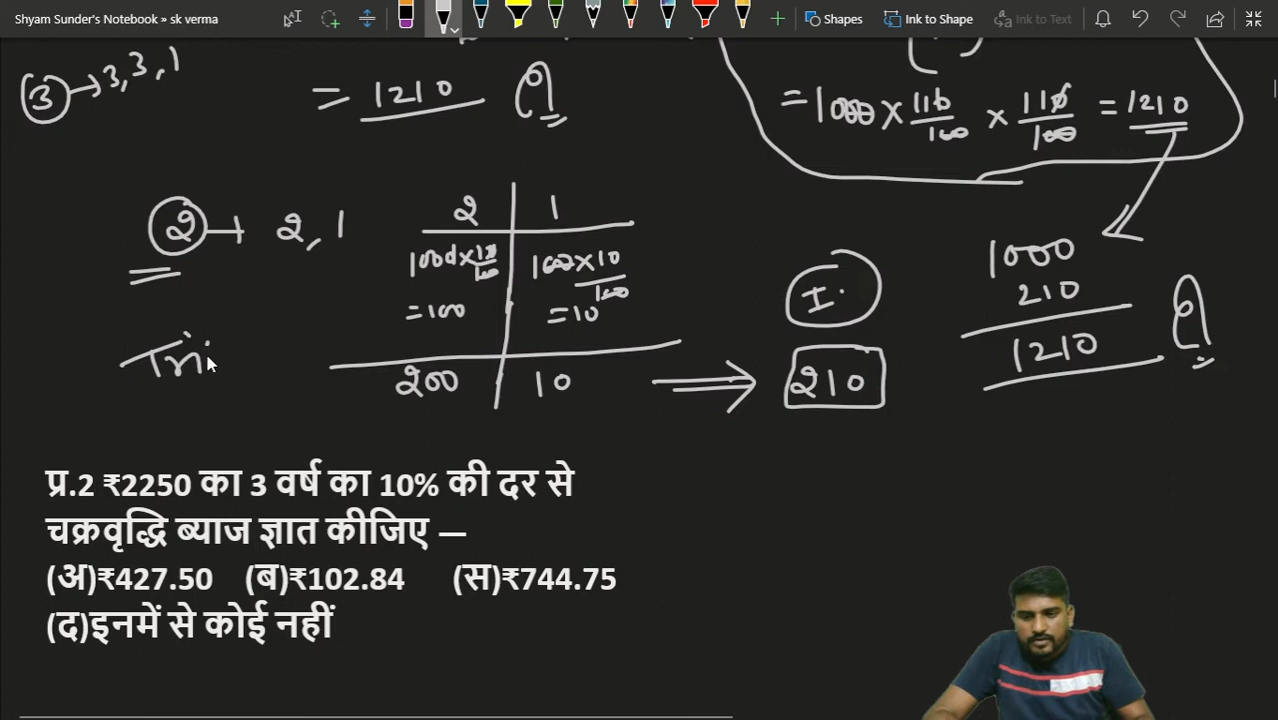 Shyam Sunder's Notebook » sk verma
Shapes
Ink to Shape
Ink to Text
3 → 3, 3, 1
= 1210
= 1000 × 110/100 × 110/100 = 1210
2 → 2, 1
2 | 1
1000 × 10/100 | 100 × 10/100
= 100 | = 10
200 | 10 ⇒ 210
I.
1000
210
1210
Tri
प्र.2 ₹2250 का 3 वर्ष का 10% की दर से
चक्रवृद्धि ब्याज ज्ञात कीजिए —
(अ)₹427.50 (ब)₹102.84 (स)₹744.75
(द)इनमें से कोई नहीं